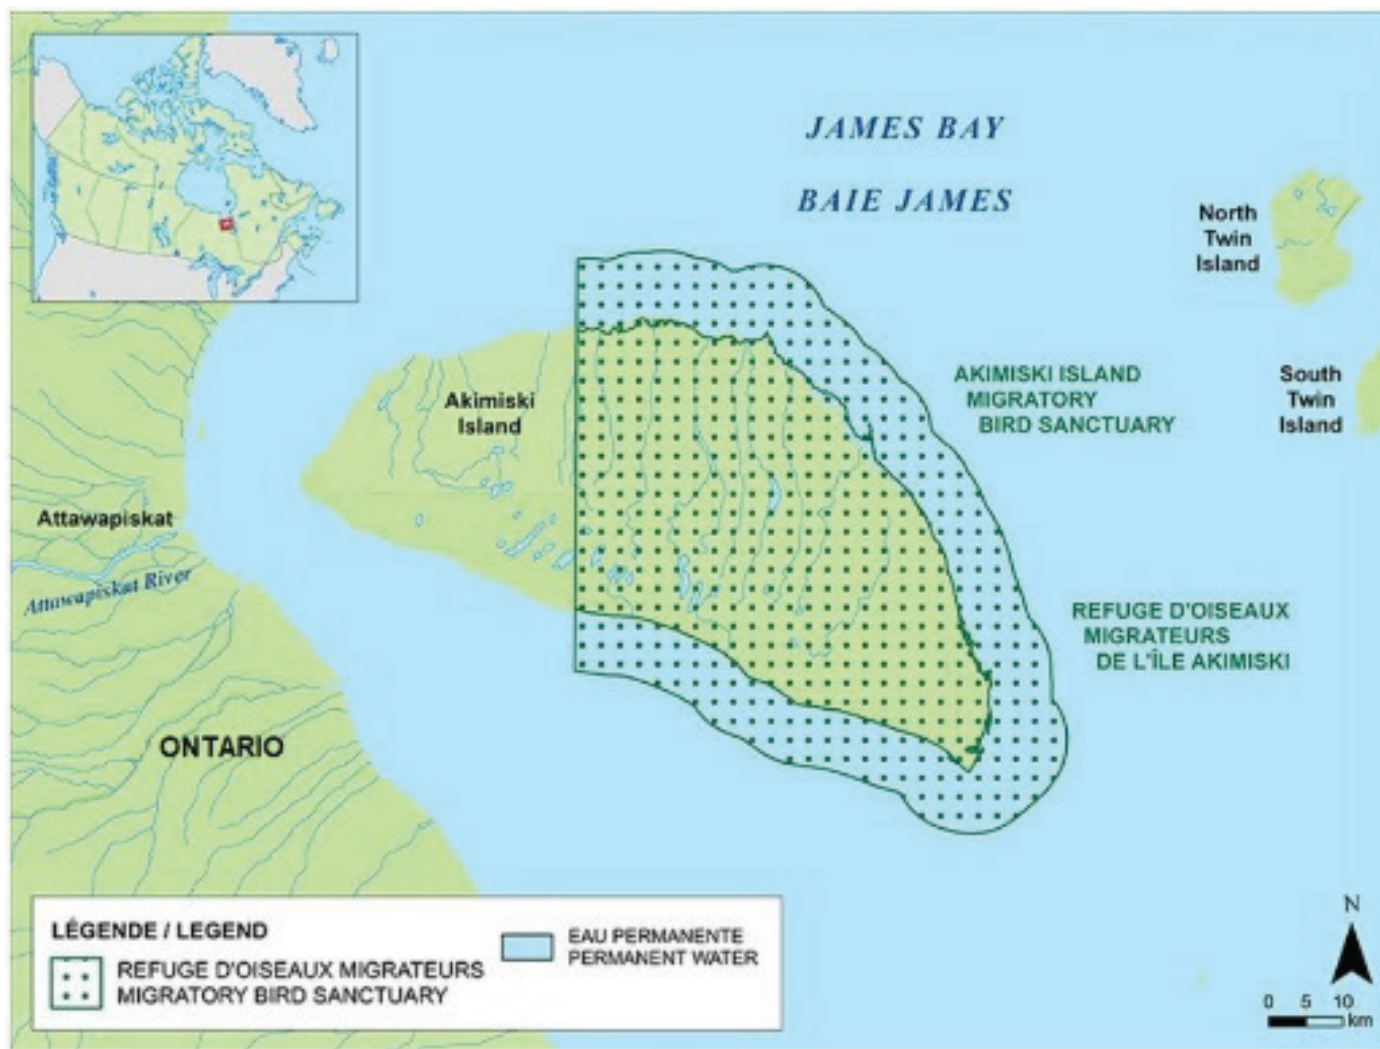 JAMES BAY
BAIE JAMES
North
Twin
Island
AKIMISKI ISLAND
MIGRATORY
BIRD SANCTUARY
South
Twin
Island
Akimiski
Island
Attawapiskat
Attawapiskat River
REFUGE D'OISEAUX
MIGRATEURS
DE L'ÎLE AKIMISKI
ONTARIO
LÉGENDE / LEGEND
REFUGE D'OISEAUX MIGRATEURS
MIGRATORY BIRD SANCTUARY
EAU PERMANENTE
PERMANENT WATER
N
0 5 10
km